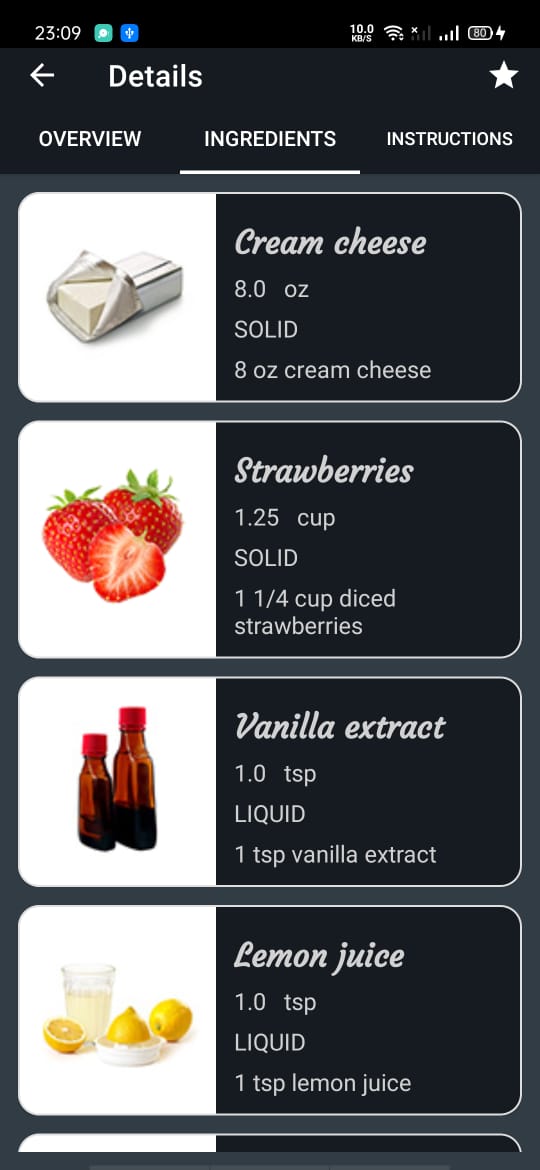 23:09
10.0
KB/S
80
Details
OVERVIEW
INGREDIENTS
INSTRUCTIONS
Cream cheese
8.0 oz
SOLID
8 oz cream cheese
Strawberries
1.25 cup
SOLID
1 1/4 cup diced
strawberries
Vanilla extract
1.0 tsp
LIQUID
1 tsp vanilla extract
Lemon juice
1.0 tsp
LIQUID
1 tsp lemon juice